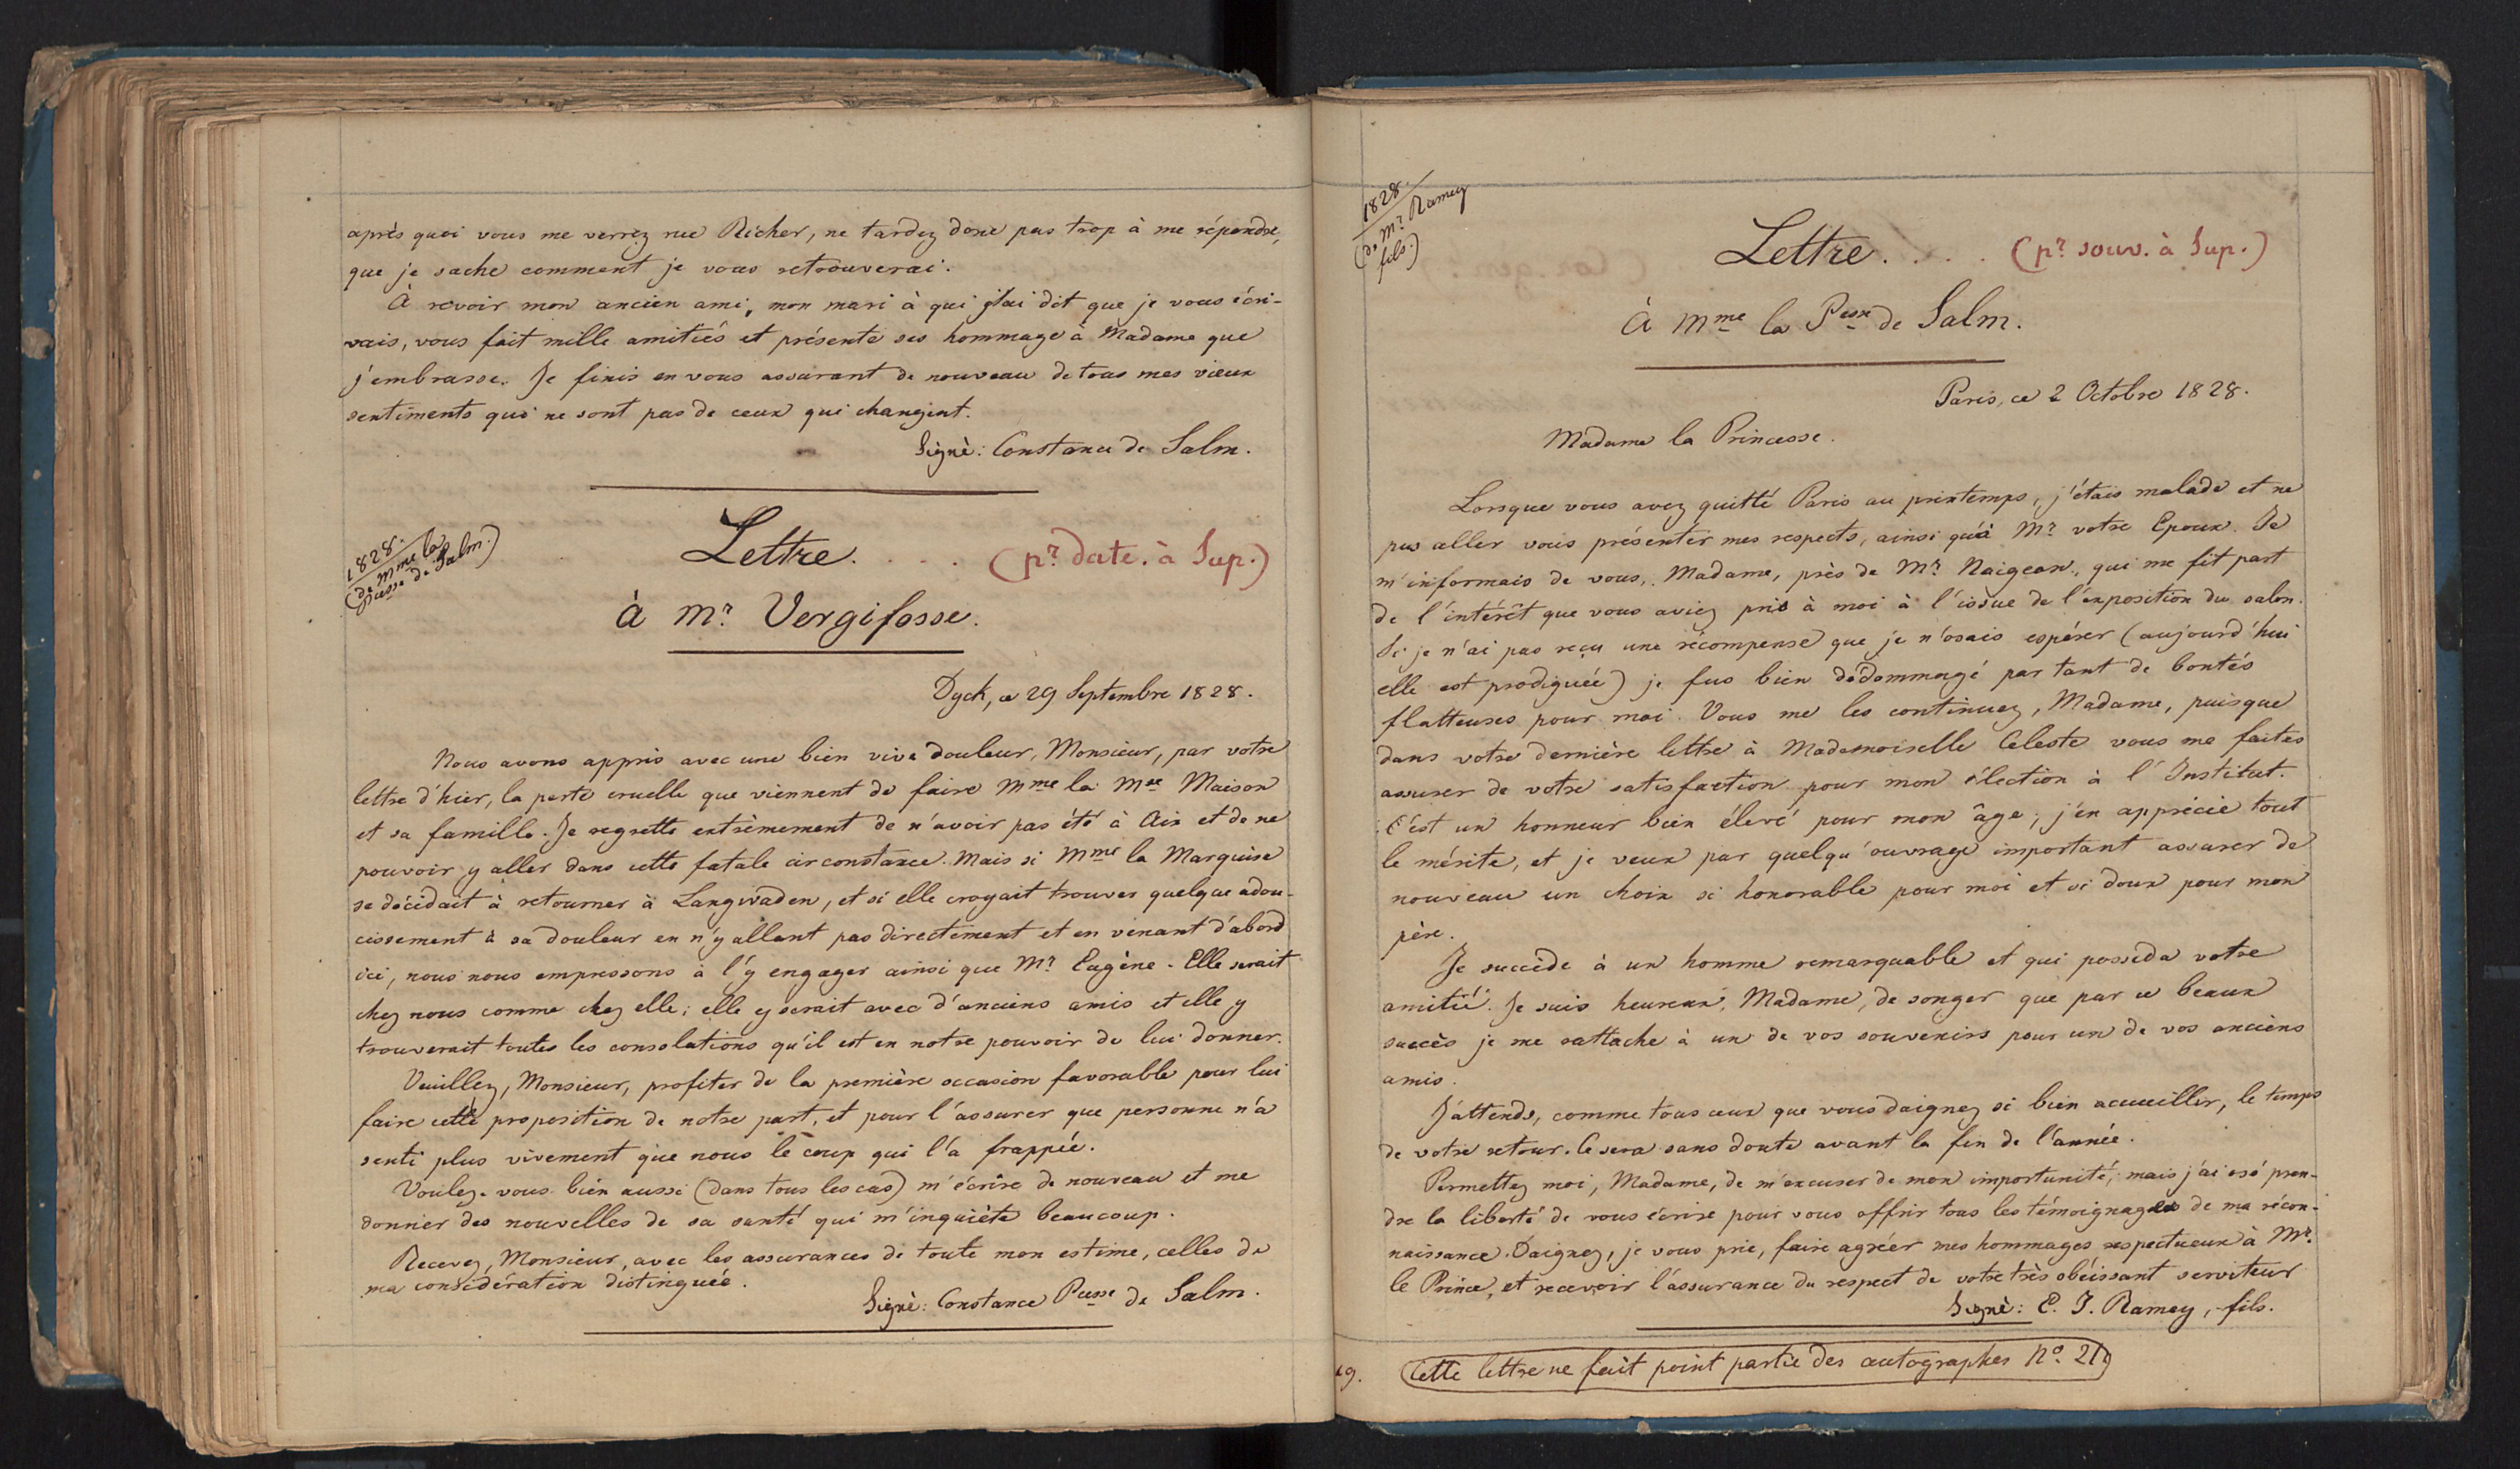 après quoi vous me verrez rue Richer, ne tardez donc pas trop à me répondre,
que je sache comment je vous retrouverai.
À revoir mon ancien ami, mon mari à qui j'ai dit que je vous écri-
vais, vous fait mille amitiés et présente ses hommage à Madame que
j'embrasse. Je finis en vous assurant de nouveau de tous mes vieux
sentiments qui ne sont pas de ceux qui changent.
Signé: Constance de Salm.
1828.
(de Mme la
Pcesse de Salm.)
Lettre. . . . (pr date. à Sup.)
à Mr Vergifosse.
Dyck, ce 29 Septembre 1828.
Nous avons appris avec une bien vive douleur, Monsieur, par votre
lettre d'hier, la perte cruelle que viennent de faire Mme la Mse Maison
et sa famille. Je regrette extrèmement de n'avoir pas été à Aix et de ne
pouvoir y aller dans cette fatale circonstance. Mais si Mme la Marquise
se décidait à retourner à Langwaden, et si elle croyait trouver quelque adou-
cissement à sa douleur en n'y allant pas directement et en venant d'abord
ici, nous nous empressons à l'y engager ainsi que Mr Eugène. Elle serait
chez nous comme chez elle; elle y serait avec d'anciens amis et elle y
trouverait toutes les consolations qu'il est en notre pouvoir de lui donner.
Veuillez, Monsieur, profiter de la première occasion favorable pour lui
faire cette proposition de notre part, et pour l'assurer que personne n'a
senti plus vivement que nous le coup qui l'a frappée.
Voulez-vous bien aussi (dans tous les cas) m'écrire de nouveau et me
donner des nouvelles de sa santé qui m'inquiète beaucoup.
Recevez, Monsieur, avec les assurances de toute mon estime, celles de
ma considération distinguée.
Signé: Constance Pcesse de Salm.
1828.
(de Mr Ramey
fils.)
Lettre. . . . (pr souv. à Sup.)
À Mme la Pcsse de Salm.
Paris, ce 2 Octobre 1828.
Madame la Princesse.
Lorsque vous avez quitté Paris au printemps, j'étais malade et ne
pus aller vous présenter mes respects, ainsi qu'à Mr votre Epoux. Je
m'informais de vous, Madame, près de Mr Naigeon, qui me fit part
de l'intérêt que vous aviez pris à moi à l'issue de l'exposition du salon.
Si je n'ai pas reçu une récompense que je n'osais espérer (aujourd'hui
elle est prodiguée) je fus bien dédommagé par tant de bontés
flatteuses pour moi. Vous me les continuez, Madame, puisque
dans votre dernière lettre à Mademoiselle Celeste vous me faites
assurer de votre satisfaction pour mon élection à l'Institut.
C'est un honneur bien élevé pour mon âge; j'en apprécie tout
le mérite, et je veux par quelqu'ouvrage important assurer de
nouveau un choix si honorable pour moi et si doux pour mon
père.
Je succède à un homme remarquable et qui posséda votre
amitié. Je suis heureux, Madame, de songer que par ce beaux
succès je me rattache à un de vos souvenirs pour un de vos anciens
amis.
J'attends, comme tous ceux que vous daignez si bien accueillir, le temps
de votre retour. Ce sera sans doute avant la fin de l'année.
Permettez moi, Madame, de m'excuser de mon importunité, mais j'ai osé pren-
dre la liberté de vous écrire pour vous offrir tous les témoignages de ma récon-
naissance. Daignez, je vous prie, faire agréer mes hommages respectueux à Mr
le Prince, et recevoir l'assurance du respect de votre très obéissant serviteur
Signé: E. J. Ramey, fils.
Cette lettre ne fait point partie des autographes No 21